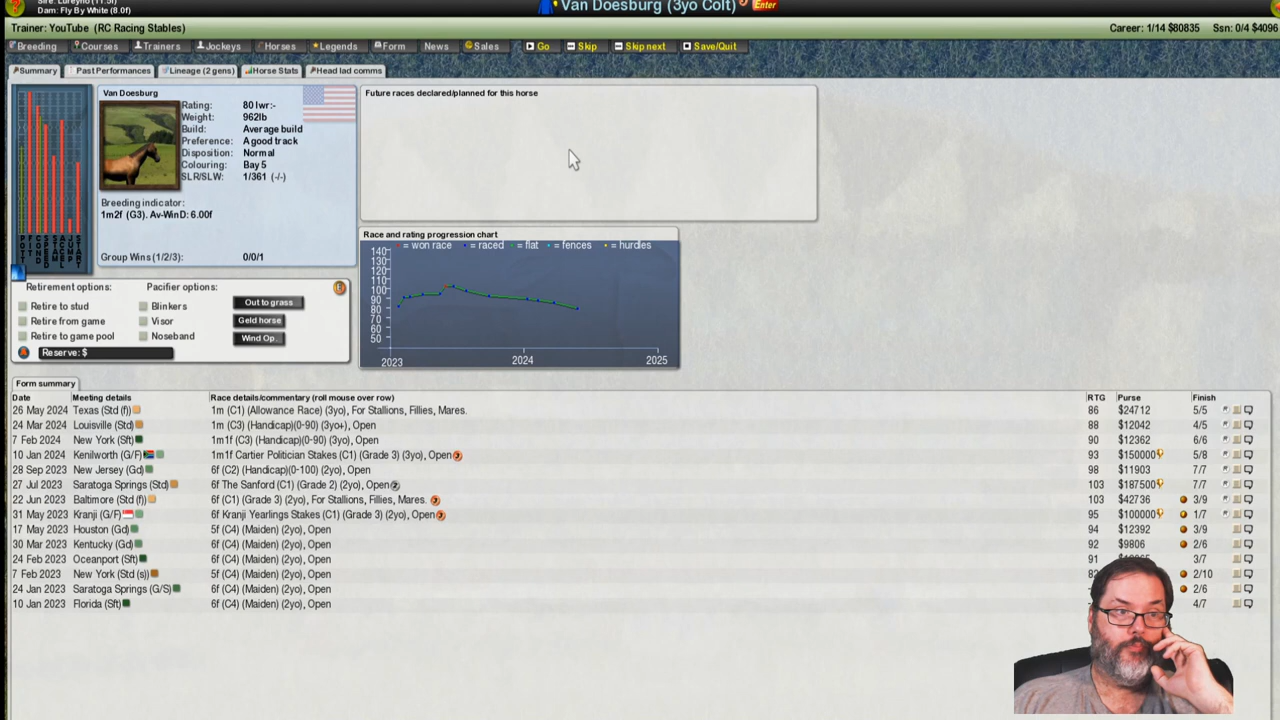 Sire: Lureyno (11.5f)
Dam: Fly By White (8.0f)
Van Doesburg (3yo Colt) Enter
Trainer: YouTube (RC Racing Stables) Career: 1/14 $80835 Ssn: 0/4 $4096
Breeding Courses Trainers Jockeys Horses Legends Form News Sales Go Skip Skip next Save/Quit
Summary Past Performances Lineage (2 gens) Horse Stats Head lad comms
Van Doesburg
Rating: 80 lwr:-
Weight: 962lb
Build: Average build
Preference: A good track
Disposition: Normal
Colouring: Bay 5
SLR/SLW: 1/361 (-/-)
Breeding indicator:
1m2f (G3). Av-WinD: 6.00f
Group Wins (1/2/3): 0/0/1
POT FIT COND SPEED STAM ACCEL JUMP START
Future races declared/planned for this horse
Race and rating progression chart
= won race = raced = flat = fences = hurdles
140
130
120
110
100
90
80
70
60
50
2023 2024 2025
Retirement options: Pacifier options:
Retire to stud Blinkers Out to grass
Retire from game Visor Geld horse
Retire to game pool Noseband Wind Op.
Reserve: $
Form summary
Date Meeting details Race details/commentary (roll mouse over row) RTG Purse Finish
26 May 2024 Texas (Std (f)) 1m (C1) (Allowance Race) (3yo), For Stallions, Fillies, Mares. 86 $24712 5/5
24 Mar 2024 Louisville (Std) 1m (C3) (Handicap)(0-90) (3yo+), Open 88 $12042 4/5
7 Feb 2024 New York (Sft) 1m1f (C3) (Handicap)(0-90) (3yo), Open 90 $12362 6/6
10 Jan 2024 Kenilworth (G/F) 1m1f Cartier Politician Stakes (C1) (Grade 3) (3yo), Open 93 $150000 5/8
28 Sep 2023 New Jersey (Gd) 6f (C2) (Handicap)(0-100) (2yo), Open 98 $11903 7/7
27 Jul 2023 Saratoga Springs (Std) 6f The Sanford (C1) (Grade 2) (2yo), Open 103 $187500 7/7
22 Jun 2023 Baltimore (Std (f)) 6f (C1) (Grade 3) (2yo), For Stallions, Fillies, Mares. 103 $42736 3/9
31 May 2023 Kranji (G/F) 6f Kranji Yearlings Stakes (C1) (Grade 3) (2yo), Open 95 $100000 1/7
17 May 2023 Houston (Gd) 5f (C4) (Maiden) (2yo), Open 94 $12392 3/9
30 Mar 2023 Kentucky (Gd) 6f (C4) (Maiden) (2yo), Open 92 $9806 2/6
24 Feb 2023 Oceanport (Sft) 6f (C4) (Maiden) (2yo), Open 91 3/7
7 Feb 2023 New York (Std (s)) 5f (C4) (Maiden) (2yo), Open 2/10
24 Jan 2023 Saratoga Springs (G/S) 6f (C4) (Maiden) (2yo), Open 2/6
10 Jan 2023 Florida (Sft) 6f (C4) (Maiden) (2yo), Open 4/7